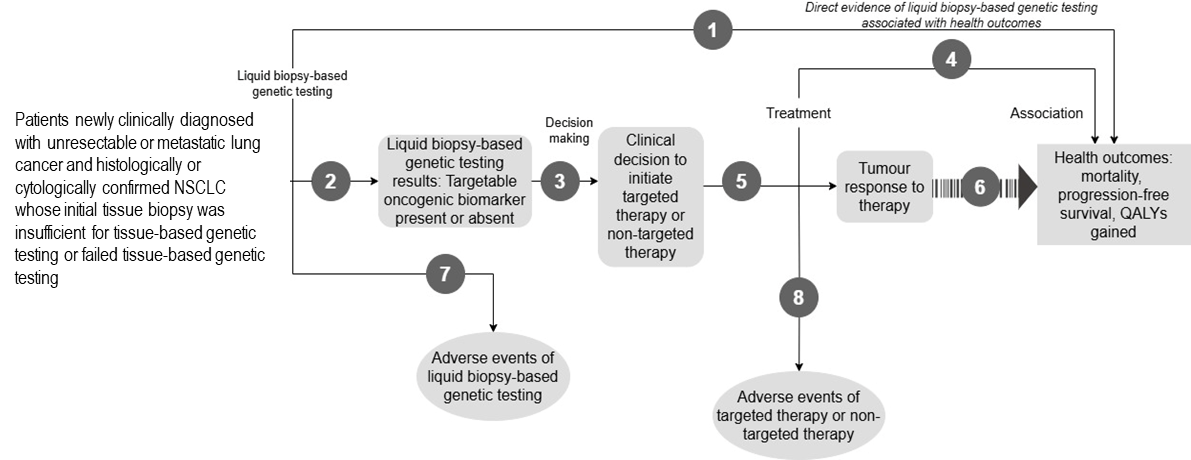 Direct evidence of liquid biopsy-based genetic testing
associated with health outcomes
1
4
Liquid biopsy-based
genetic testing
Treatment
Association
Patients newly clinically diagnosed
with unresectable or metastatic lung
cancer and histologically or
cytologically confirmed NSCLC
whose initial tissue biopsy was
insufficient for tissue-based genetic
testing or failed tissue-based genetic
testing
2
Liquid biopsy-based
genetic testing
results: Targetable
oncogenic biomarker
present or absent
Decision
making
3
Clinical
decision to
initiate
targeted
therapy or
non-targeted
therapy
5
Tumour
response to
therapy
6
Health outcomes:
mortality,
progression-free
survival, QALYs
gained
7
8
Adverse events of
liquid biopsy-based
genetic testing
Adverse events of
targeted therapy or non-
targeted therapy